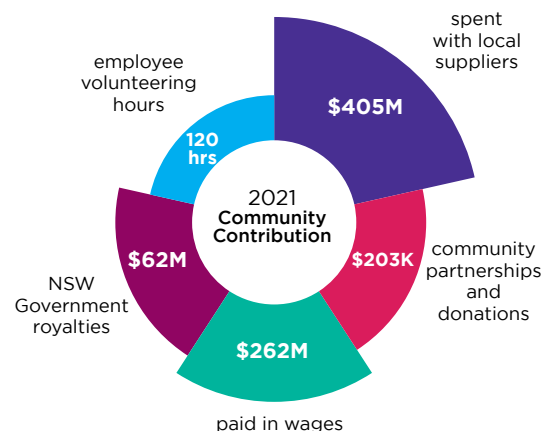 spent
with local
suppliers
$405M
employee
volunteering
hours
120
hrs
2021
Community
Contribution
$62M
NSW
Government
royalties
$203K
community
partnerships
and
donations
$262M
paid in wages